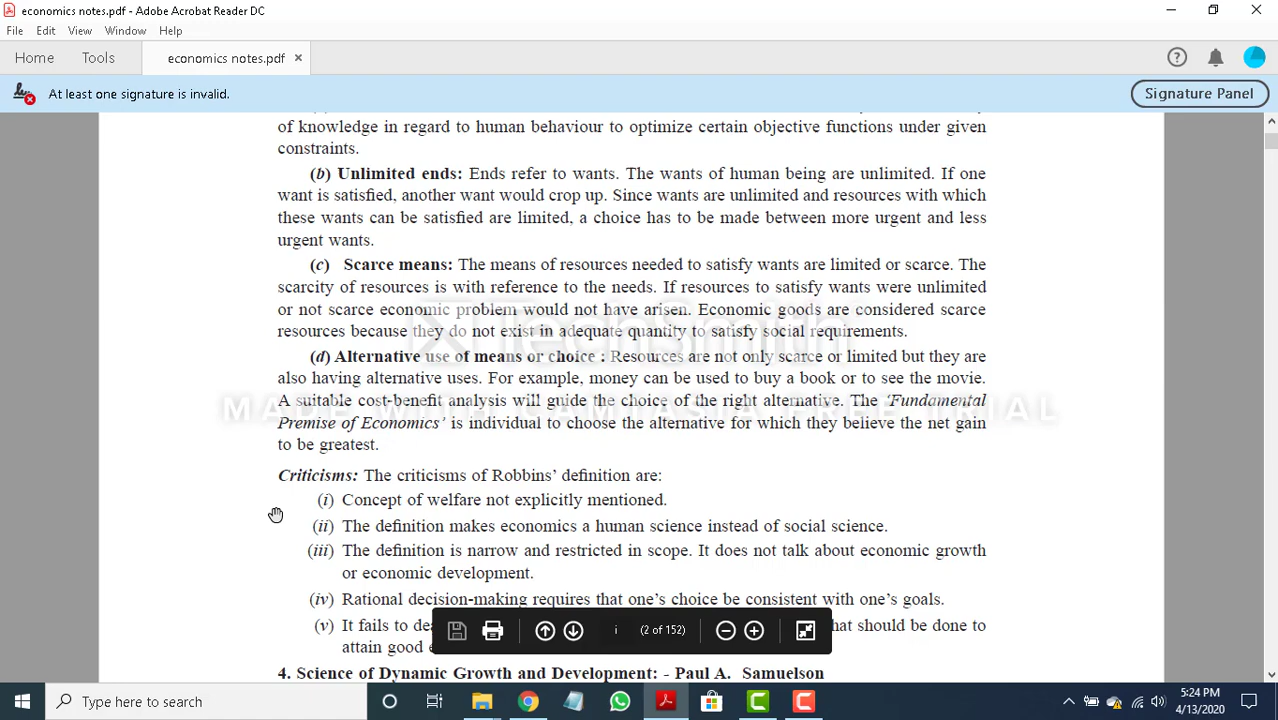 economics notes.pdf - Adobe Acrobat Reader DC
File Edit View Window Help
Home Tools economics notes.pdf ×
At least one signature is invalid.
Signature Panel
of knowledge in regard to human behaviour to optimize certain objective functions under given
constraints.
(b) Unlimited ends: Ends refer to wants. The wants of human being are unlimited. If one
want is satisfied, another want would crop up. Since wants are unlimited and resources with which
these wants can be satisfied are limited, a choice has to be made between more urgent and less
urgent wants.
(c) Scarce means: The means of resources needed to satisfy wants are limited or scarce. The
scarcity of resources is with reference to the needs. If resources to satisfy wants were unlimited
or not scarce economic problem would not have arisen. Economic goods are considered scarce
resources because they do not exist in adequate quantity to satisfy social requirements.
TechSmith
(d) Alternative use of means or choice : Resources are not only scarce or limited but they are
also having alternative uses. For example, money can be used to buy a book or to see the movie.
A suitable cost-benefit analysis will guide the choice of the right alternative. The 'Fundamental
MADE WITH CAMTASIA FREE TRIAL
Premise of Economics' is individual to choose the alternative for which they believe the net gain
to be greatest.
Criticisms: The criticisms of Robbins' definition are:
(i) Concept of welfare not explicitly mentioned.
(ii) The definition makes economics a human science instead of social science.
(iii) The definition is narrow and restricted in scope. It does not talk about economic growth
or economic development.
(iv) Rational decision-making requires that one's choice be consistent with one's goals.
(v) It fails to that should be done to
attain good
i (2 of 152)
4. Science of Dynamic Growth and Development: - Paul A. Samuelson
Type here to search
5:24 PM
4/13/2020